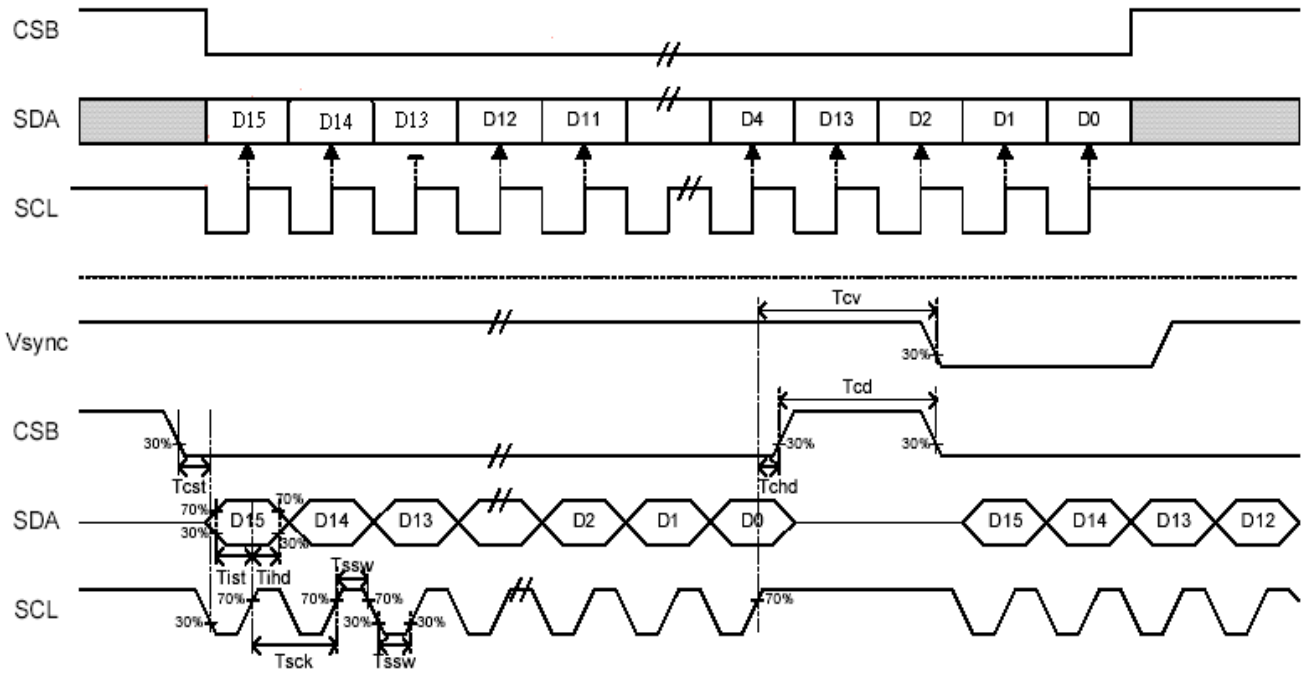 CSB
SDA D15 D14 D13 D12 D11 D4 D13 D2 D1 D0
SCL
Tcv
Vsync
30%
Tcd
CSB
30% 30% 30%
Tcst Tchd
70% 70%
SDA D15 D14 D13 D2 D1 D0 D15 D14 D13 D12
30% 30%
Tist Tihd Tssw
SCL 70% 70% 70% 70%
30% 30% 30%
Tsck Tssw